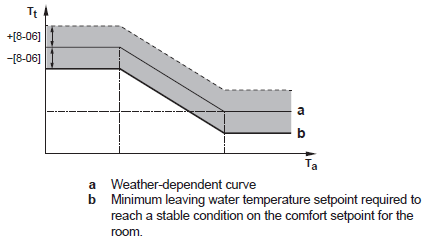 Tt
+[8-06]
–[8-06]
a
b
Ta
a Weather-dependent curve
b Minimum leaving water temperature setpoint required to
reach a stable condition on the comfort setpoint for the
room.